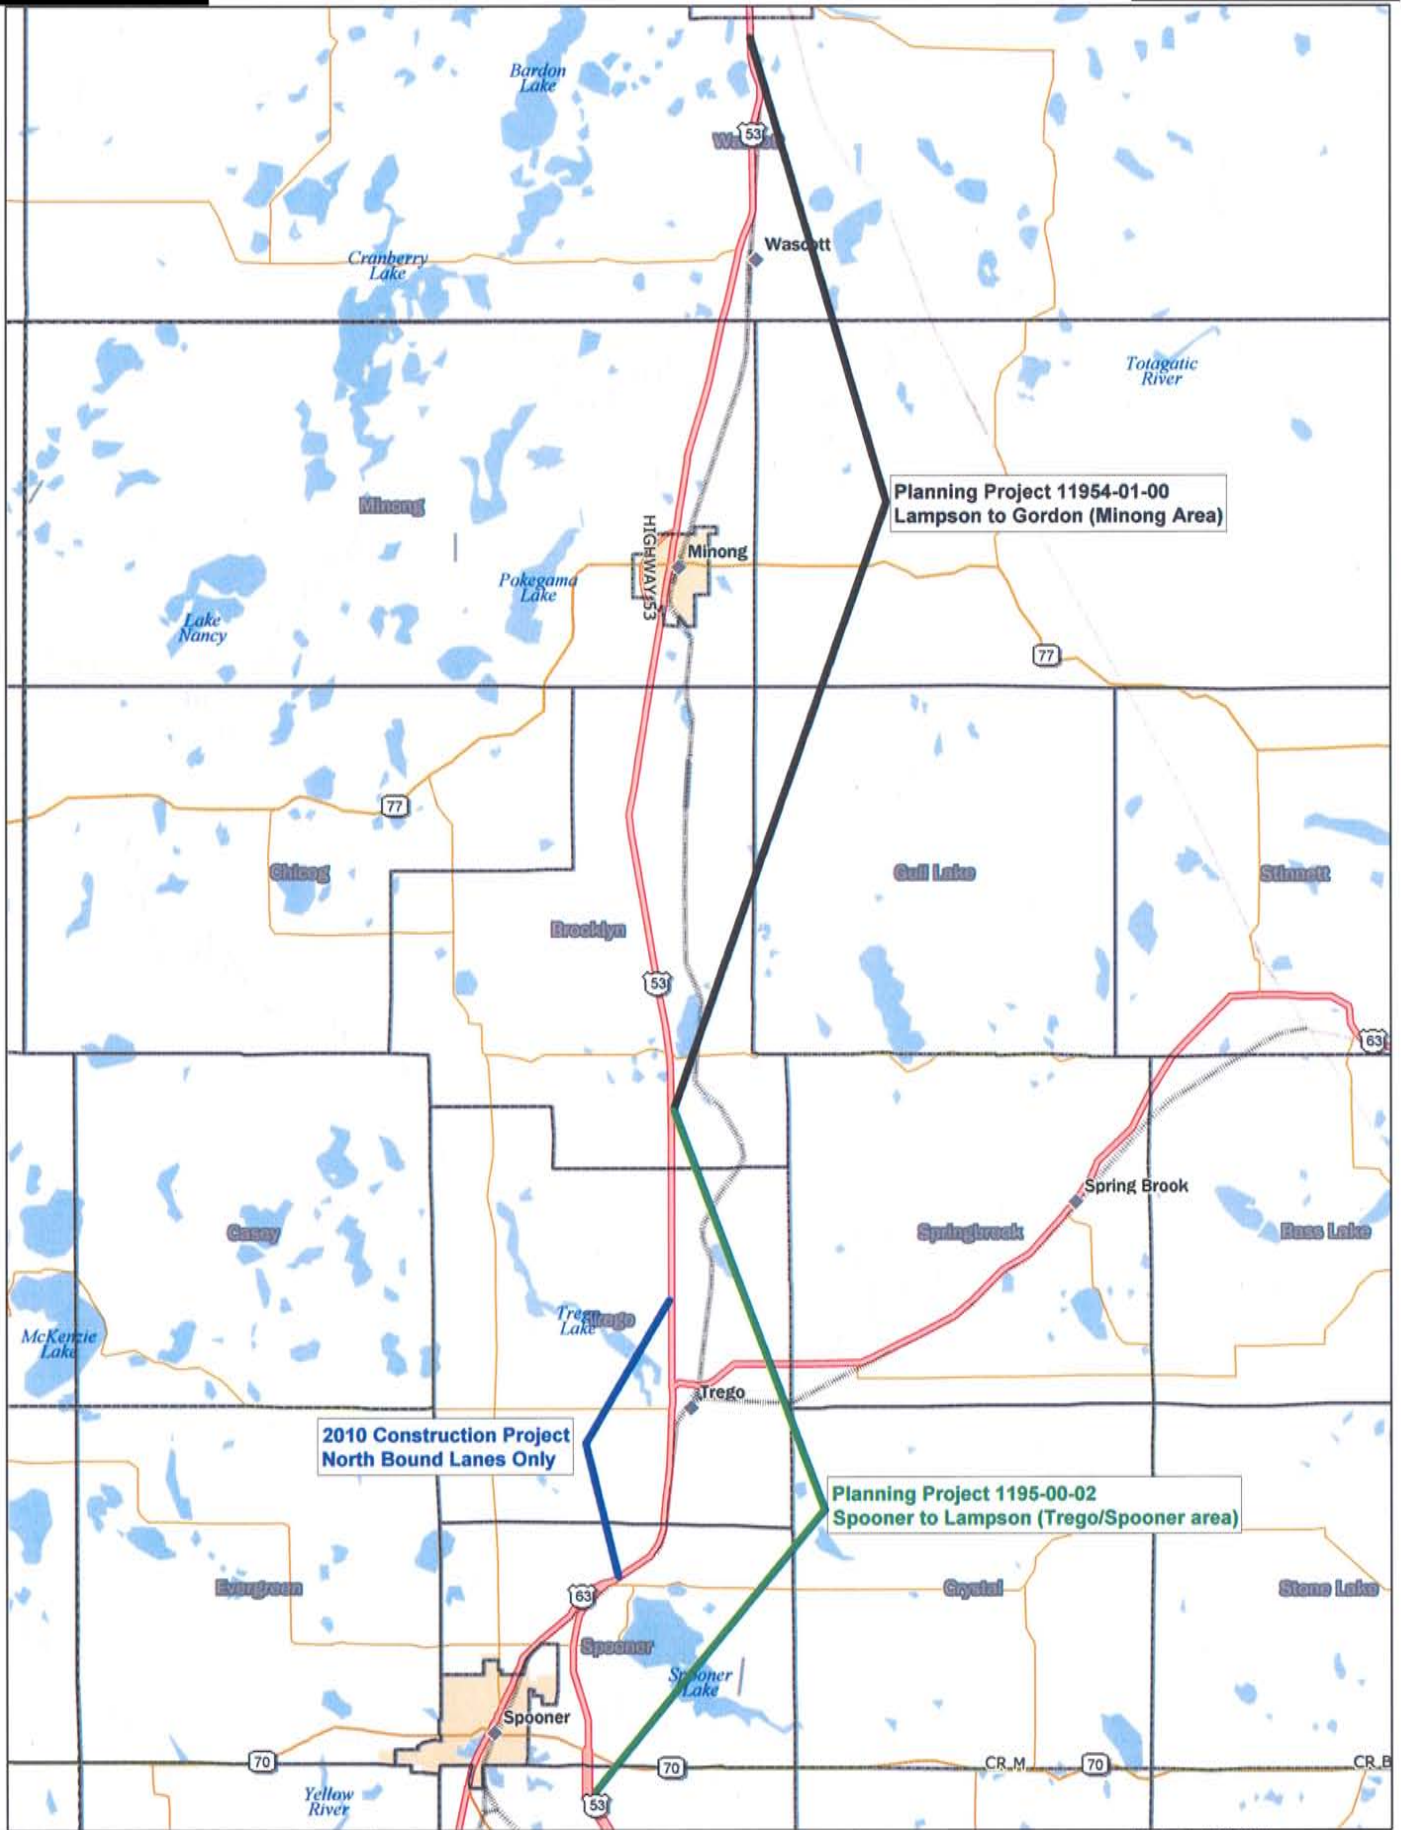 Bardon
Lake
53
Wascott
Wascott
Cranberry
Lake
Totagatic
River
Planning Project 11954-01-00
Lampson to Gordon (Minong Area)
Minong
HIGHWAY 53
Minong
Pokegama
Lake
Lake
Nancy
77
77
Chicog
Gull Lake
Stinnett
Brooklyn
53
63
Spring Brook
Casey
Springbrook
Bass Lake
Trego
Lake
Trego
McKenzie
Lake
Trego
2010 Construction Project
North Bound Lanes Only
Planning Project 1195-00-02
Spooner to Lampson (Trego/Spooner area)
Evergreen
63
Crystal
Stone Lake
Spooner
Spooner
Lake
Spooner
70
70
CR M
70
CR B
Yellow
River
53